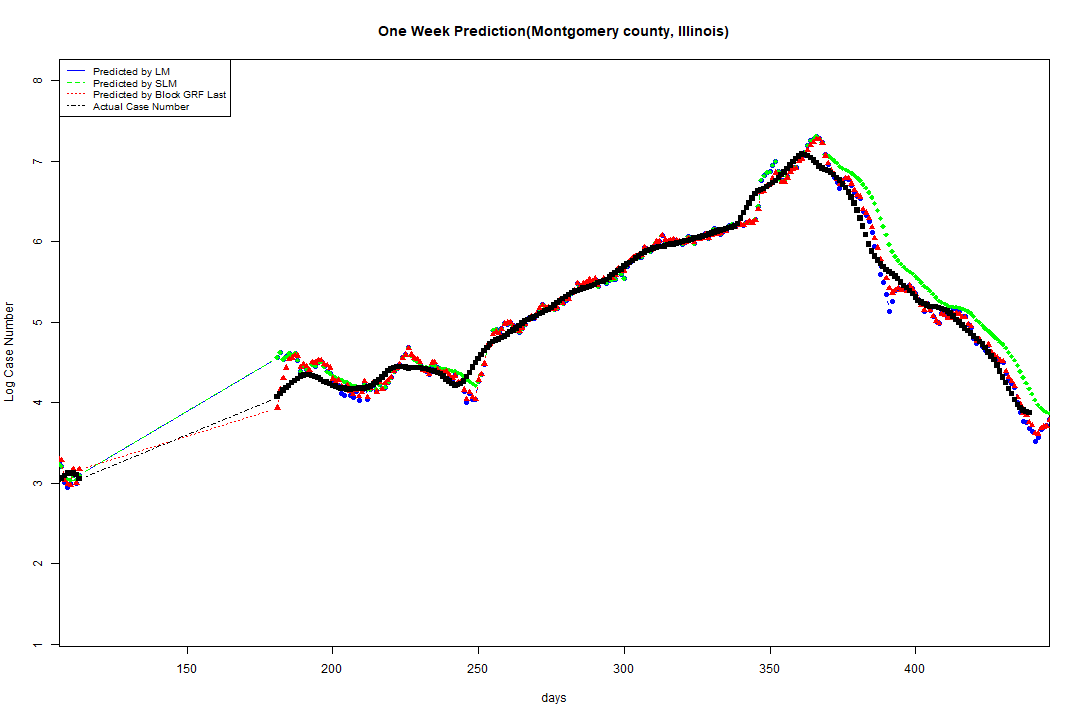 One Week Prediction(Montgomery county, Illinois)
Predicted by LM
Predicted by SLM
Predicted by Block GRF Last
Actual Case Number
Log Case Number
8
7
6
5
4
3
2
1
150 200 250 300 350 400
days